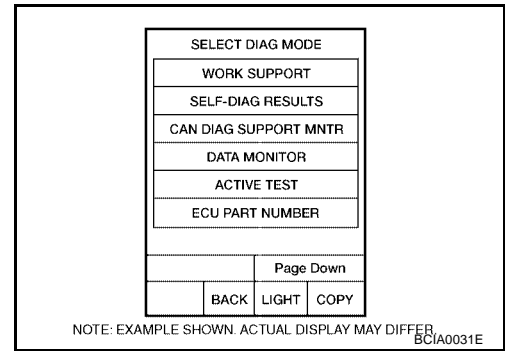 SELECT DIAG MODE
WORK SUPPORT
SELF-DIAG RESULTS
CAN DIAG SUPPORT MNTR
DATA MONITOR
ACTIVE TEST
ECU PART NUMBER
Page Down
BACK LIGHT COPY
NOTE: EXAMPLE SHOWN. ACTUAL DISPLAY MAY DIFFER.
BCIA0031E